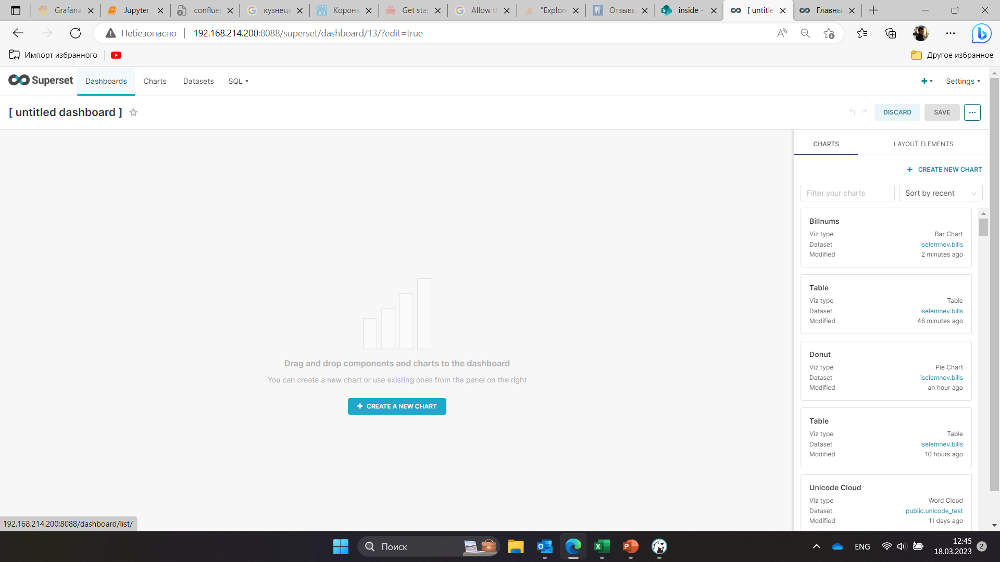 Grafana
Jupyter
conflue
кузнец
Коронк
Get star
Allow th
"Explore
Отзывы
inside -
[ untitle
Главны
Небезопасно
192.168.214.200:8088/superset/dashboard/13/?edit=true
Импорт избранного
Другое избранное
Superset
Dashboards
Charts
Datasets
SQL
Settings
[ untitled dashboard ]
DISCARD
SAVE
CHARTS
LAYOUT ELEMENTS
+ CREATE NEW CHART
Filter your charts
Sort by recent
Billnums
Viz type Bar Chart
Dataset iselemnev.bills
Modified 2 minutes ago
Table
Viz type Table
Dataset iselemnev.bills
Modified 46 minutes ago
Donut
Viz type Pie Chart
Dataset iselemnev.bills
Modified an hour ago
Table
Viz type Table
Dataset iselemnev.bills
Modified 10 hours ago
Unicode Cloud
Viz type Word Cloud
Dataset public.unicode_test
Modified 11 days ago
Drag and drop components and charts to the dashboard
You can create a new chart or use existing ones from the panel on the right
+ CREATE A NEW CHART
192.168.214.200:8088/dashboard/list/
Поиск
ENG
12:45
18.03.2023
2